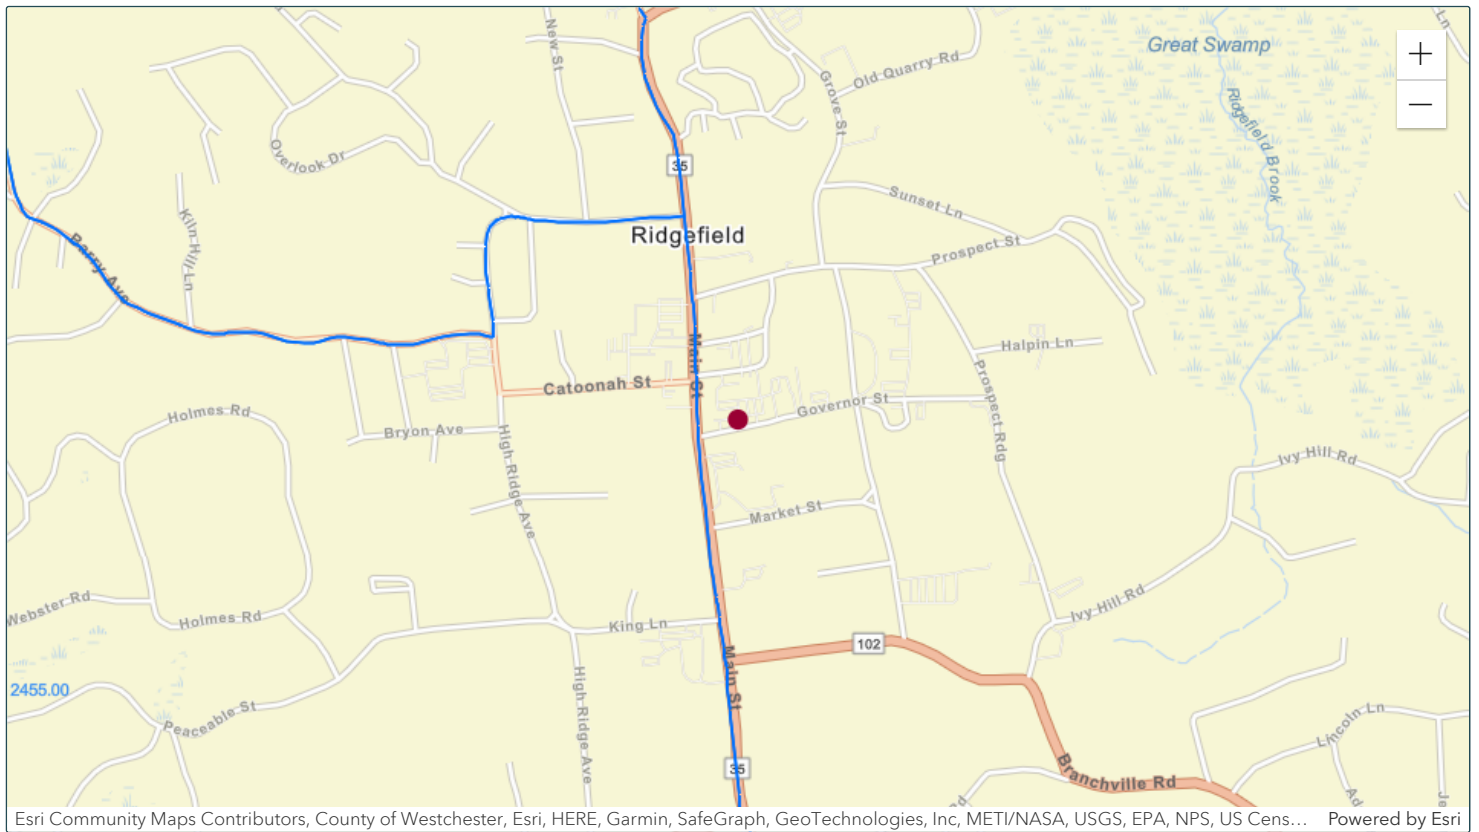 Ln
Great Swamp
New St
Old Quarry Rd
Grove St
Ridgefield Brook
Overlook Dr
35
Sunset Ln
Kiln Hill Ln
Ridgefield
Prospect St
Barry Ave
Main St
Halpin Ln
Catoonah St
Prospect Rdg
Governor St
Holmes Rd
Bryon Ave
High Ridge Ave
Ivy Hill Rd
Market St
Webster Rd
Holmes Rd
King Ln
Ivy Hill Rd
102
Main St
2455.00
High Ridge Ave
Peaceable St
Lincoln Ln
35
Branchville Rd
Rd
Ad
Je
Esri Community Maps Contributors, County of Westchester, Esri, HERE, Garmin, SafeGraph, GeoTechnologies, Inc, METI/NASA, USGS, EPA, NPS, US Cens... Powered by Esri